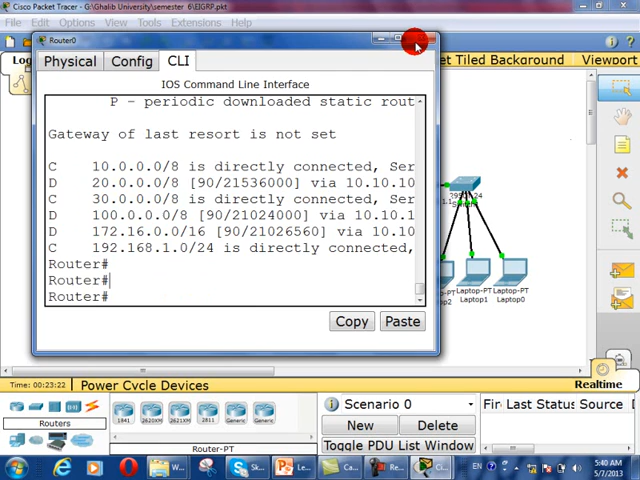 Cisco Packet Tracer - G:\Ghalib University\semester 6\EIGRP.pkt
File Edit View Tools Extensions Help
Router0
Physical Config CLI
IOS Command Line Interface
P - periodic downloaded static rout
Gateway of last resort is not set
C 10.0.0.0/8 is directly connected, Ser
D 20.0.0.0/8 [90/21536000] via 10.10.10
C 30.0.0.0/8 is directly connected, Ser
D 100.0.0.0/8 [90/21024000] via 10.10.1
D 172.16.0.0/16 [90/21026560] via 10.10
C 192.168.1.0/24 is directly connected,
Router#
Router#
Router#
Copy Paste
et Tiled Background Viewport
Laptop-PT Laptop-PT
Laptop1 Laptop0
Time: 00:23:22 Power Cycle Devices Realtime
Routers
1841 2620XM 2621XM 2811 Generic Generic
Router-PT
Scenario 0
New Delete
Toggle PDU List Window
Fir Last Status Source D
EN
5:40 AM
5/7/2013